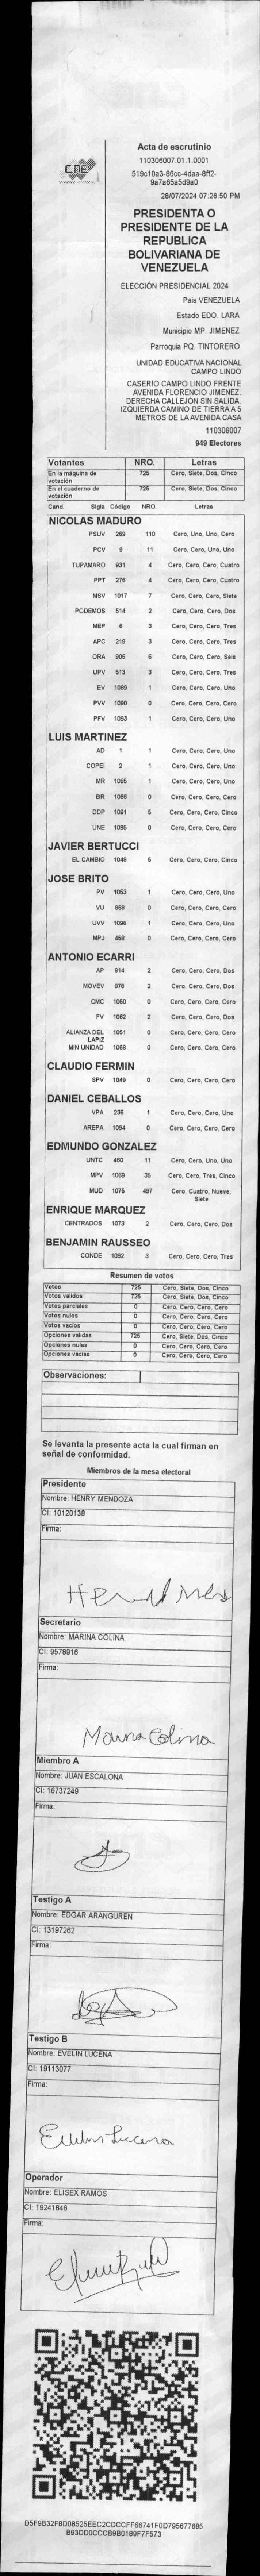 CNE
Acta de escrutinio
110306007.01.1.0001
519c10a3-86cc-4daa-8ff2-
9a7a65a5d9a0
28/07/2024 07:26:50 PM
PRESIDENTA O
PRESIDENTE DE LA
REPUBLICA
BOLIVARIANA DE
VENEZUELA
ELECCIÓN PRESIDENCIAL 2024
País VENEZUELA
Estado EDO. LARA
Municipio MP. JIMENEZ
Parroquia PQ. TINTORERO
UNIDAD EDUCATIVA NACIONAL
CAMPO LINDO
CASERIO CAMPO LINDO FRENTE
AVENIDA FLORENCIO JIMENEZ.
DERECHA CALLEJÓN SIN SALIDA.
IZQUIERDA CAMINO DE TIERRA A 5
METROS DE LA AVENIDA CASA
110306007
949 Electores
Votantes NRO. Letras
En la máquina de votación 725 Cero, Siete, Dos, Cinco
En el cuaderno de votación 725 Cero, Siete, Dos, Cinco
Cand. Sigla Código NRO. Letras
NICOLAS MADURO
PSUV 269 110 Cero, Uno, Uno, Cero
PCV 9 11 Cero, Cero, Uno, Uno
TUPAMARO 931 4 Cero, Cero, Cero, Cuatro
PPT 276 4 Cero, Cero, Cero, Cuatro
MSV 1017 7 Cero, Cero, Cero, Siete
PODEMOS 514 2 Cero, Cero, Cero, Dos
MEP 6 3 Cero, Cero, Cero, Tres
APC 219 3 Cero, Cero, Cero, Tres
ORA 906 6 Cero, Cero, Cero, Seis
UPV 513 3 Cero, Cero, Cero, Tres
EV 1089 1 Cero, Cero, Cero, Uno
PVV 1090 0 Cero, Cero, Cero, Cero
PFV 1093 1 Cero, Cero, Cero, Uno
LUIS MARTINEZ
AD 1 1 Cero, Cero, Cero, Uno
COPEI 2 1 Cero, Cero, Cero, Uno
MR 1065 1 Cero, Cero, Cero, Uno
BR 1066 0 Cero, Cero, Cero, Cero
DDP 1091 5 Cero, Cero, Cero, Cinco
UNE 1095 0 Cero, Cero, Cero, Cero
JAVIER BERTUCCI
EL CAMBIO 1048 5 Cero, Cero, Cero, Cinco
JOSE BRITO
PV 1053 1 Cero, Cero, Cero, Uno
VU 868 0 Cero, Cero, Cero, Cero
UVV 1096 1 Cero, Cero, Cero, Uno
MPJ 459 0 Cero, Cero, Cero, Cero
ANTONIO ECARRI
AP 914 2 Cero, Cero, Cero, Dos
MOVEV 878 2 Cero, Cero, Cero, Dos
CMC 1050 0 Cero, Cero, Cero, Cero
FV 1062 2 Cero, Cero, Cero, Dos
ALIANZA DEL LAPIZ 1051 0 Cero, Cero, Cero, Cero
MIN UNIDAD 1068 0 Cero, Cero, Cero, Cero
CLAUDIO FERMIN
SPV 1049 0 Cero, Cero, Cero, Cero
DANIEL CEBALLOS
VPA 236 1 Cero, Cero, Cero, Uno
AREPA 1094 0 Cero, Cero, Cero, Cero
EDMUNDO GONZALEZ
UNTC 460 11 Cero, Cero, Uno, Uno
MPV 1069 35 Cero, Cero, Tres, Cinco
MUD 1075 497 Cero, Cuatro, Nueve,
Siete
ENRIQUE MARQUEZ
CENTRADOS 1073 2 Cero, Cero, Cero, Dos
BENJAMIN RAUSSEO
CONDE 1092 3 Cero, Cero, Cero, Tres
Resumen de votos
Votos 725 Cero, Siete, Dos, Cinco
Votos validos 725 Cero, Siete, Dos, Cinco
Votos parciales 0 Cero, Cero, Cero, Cero
Votos nulos 0 Cero, Cero, Cero, Cero
Votos vacios 0 Cero, Cero, Cero, Cero
Opciones validas 725 Cero, Siete, Dos, Cinco
Opciones nulas 0 Cero, Cero, Cero, Cero
Opciones vacias 0 Cero, Cero, Cero, Cero
Observaciones:
Se levanta la presente acta la cual firman en
señal de conformidad.
Miembros de la mesa electoral
Presidente
Nombre: HENRY MENDOZA
CI: 10120138
Firma:
Secretario
Nombre: MARINA COLINA
CI: 9578916
Firma:
Marina Colina
Miembro A
Nombre: JUAN ESCALONA
CI: 16737249
Firma:
Testigo A
Nombre: EDGAR ARANGUREN
CI: 13197262
Firma:
Testigo B
Nombre: EVELIN LUCENA
CI: 19113077
Firma:
Evelin Lucena
Operador
Nombre: ELISEX RAMOS
CI: 19241846
Firma:
D5F9B32F8D08525EEC2CDCCFF66741F0D795677685
B93DD0CCCB9B0189F7F573